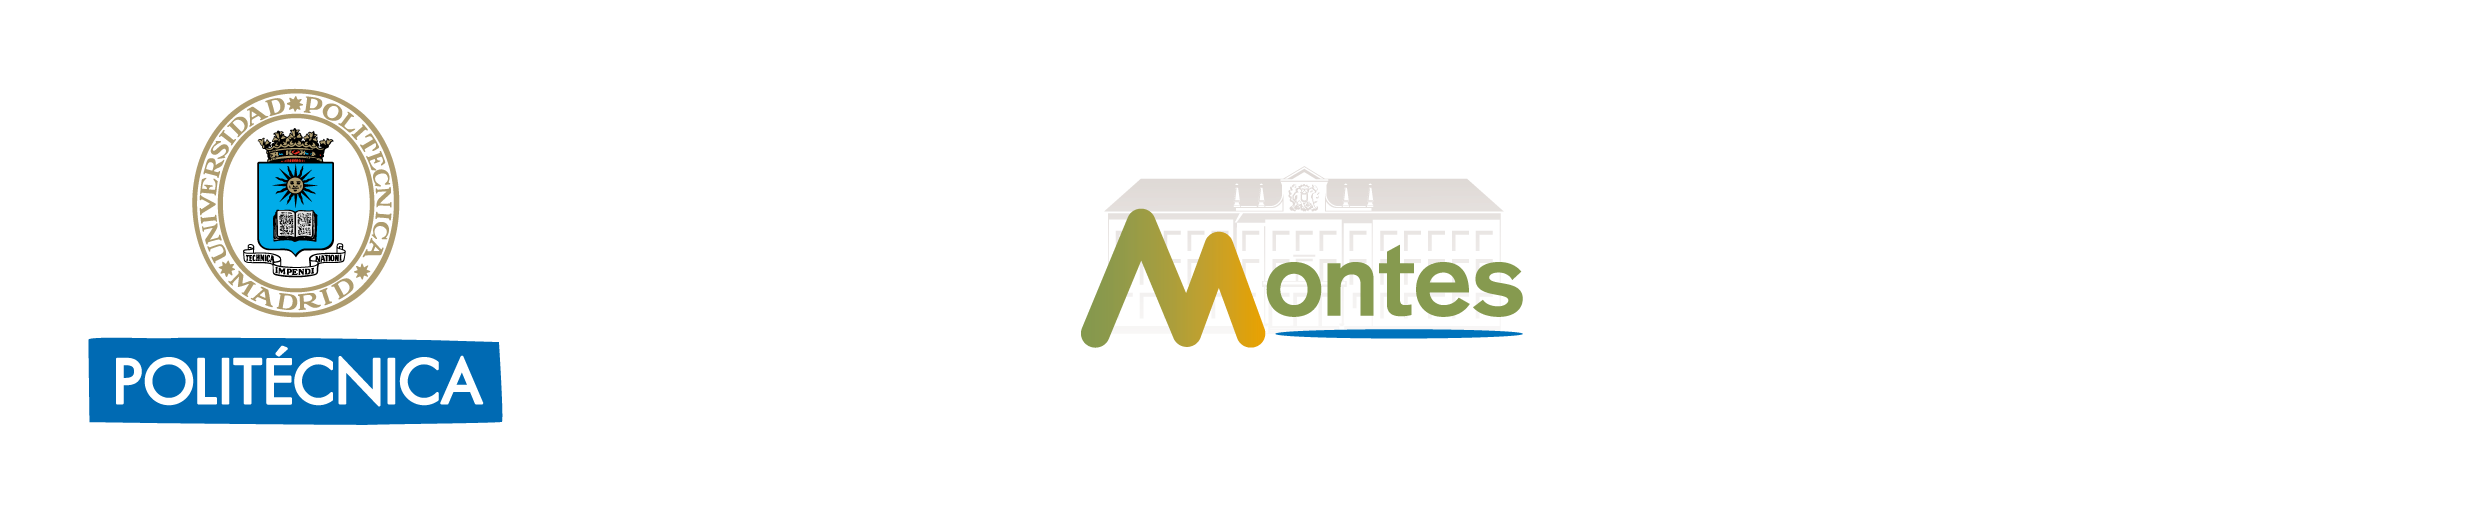 UNIVERSIDAD POLITECNICA
MADRID
TECHNICA IMPENDI NATIONI
POLITÉCNICA
Montes